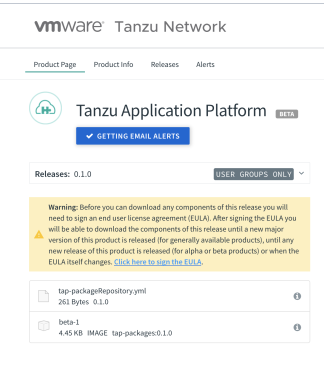 vmware Tanzu Network
Product Page Product Info Releases Alerts
Tanzu Application Platform BETA
GETTING EMAIL ALERTS
Releases: 0.1.0 USER GROUPS ONLY
Warning: Before you can download any components of this release you will
need to sign an end user license agreement (EULA). After signing the EULA you
will be able to download the components of this release until a new major
version of this product is released (for generally available products), until any
new release of this product is released (for alpha or beta products) or when the
EULA itself changes. Click here to sign the EULA.
tap-packageRepository.yml
261 Bytes 0.1.0
beta-1
4.45 KB IMAGE tap-packages:0.1.0